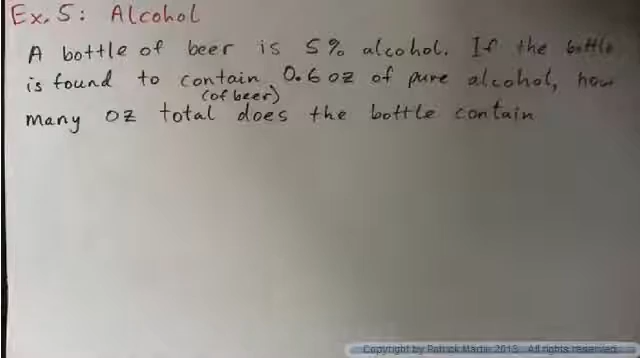 Ex. 5: Alcohol
A bottle of beer is 5% alcohol. If the bottle
is found to contain 0.6 oz of pure alcohol, how
(of beer)
many oz total does the bottle contain
Copyright by Patrick Martin 2013. All rights reserved.